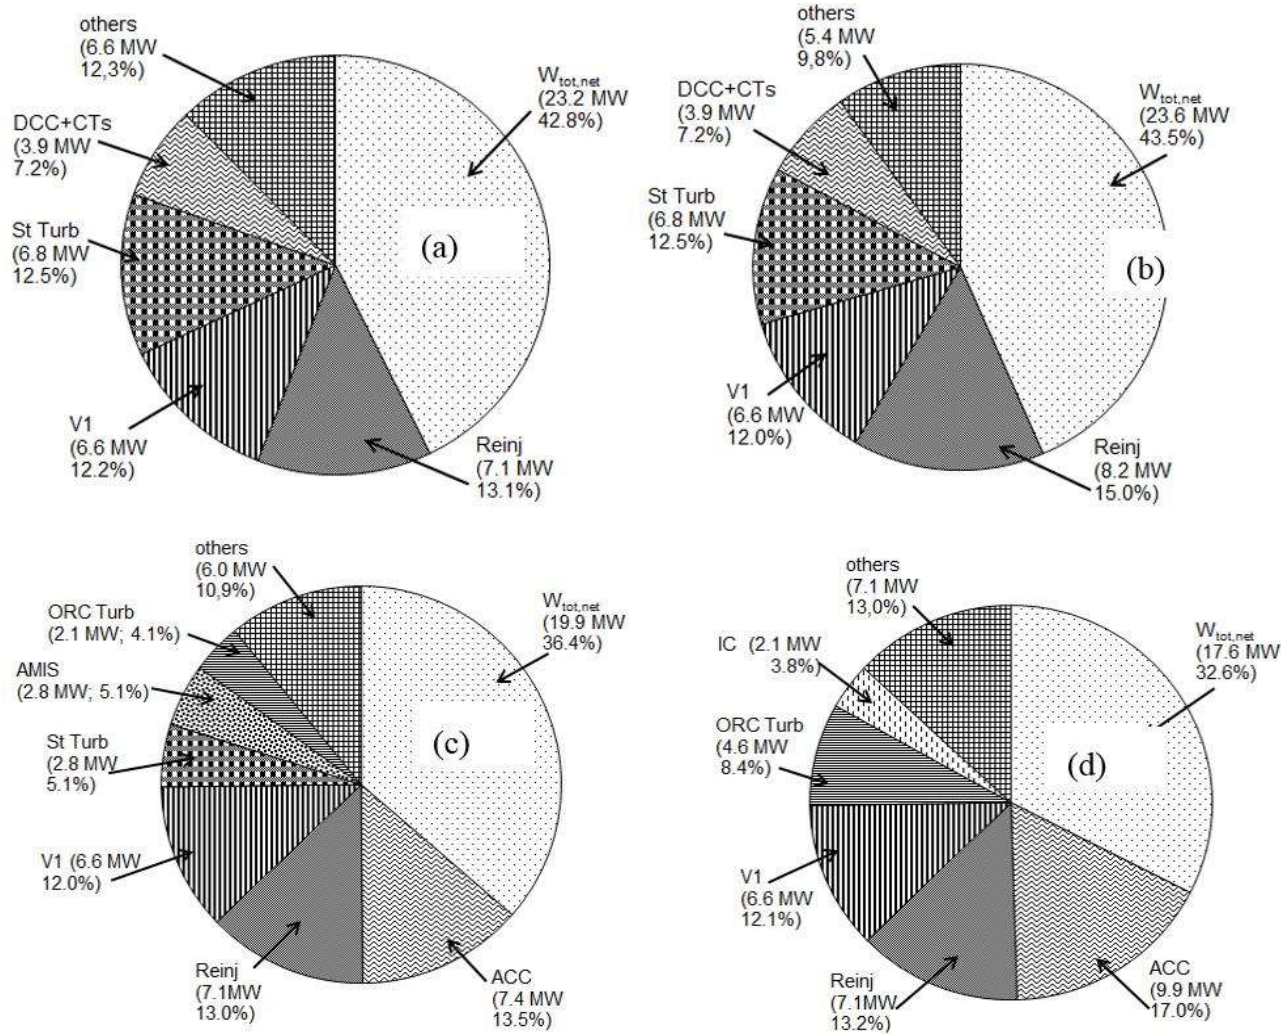 others
(6.6 MW
12,3%)
W_tot,net
(23.2 MW
42.8%)
DCC+CTs
(3.9 MW
7.2%)
St Turb
(6.8 MW
12.5%)
(a)
V1
(6.6 MW
12.2%)
Reinj
(7.1 MW
13.1%)
others
(5.4 MW
9,8%)
W_tot,net
(23.6 MW
43.5%)
DCC+CTs
(3.9 MW
7.2%)
St Turb
(6.8 MW
12.5%)
(b)
V1
(6.6 MW
12.0%)
Reinj
(8.2 MW
15.0%)
others
(6.0 MW
10,9%)
W_tot,net
(19.9 MW
36.4%)
ORC Turb
(2.1 MW; 4.1%)
AMIS
(2.8 MW; 5.1%)
St Turb
(2.8 MW
5.1%)
(c)
V1 (6.6 MW
12.0%)
Reinj
(7.1MW
13.0%)
ACC
(7.4 MW
13.5%)
others
(7.1 MW
13,0%)
W_tot,net
(17.6 MW
32.6%)
IC (2.1 MW
3.8%)
ORC Turb
(4.6 MW
8.4%)
(d)
V1
(6.6 MW
12.1%)
Reinj
(7.1MW
13.2%)
ACC
(9.9 MW
17.0%)